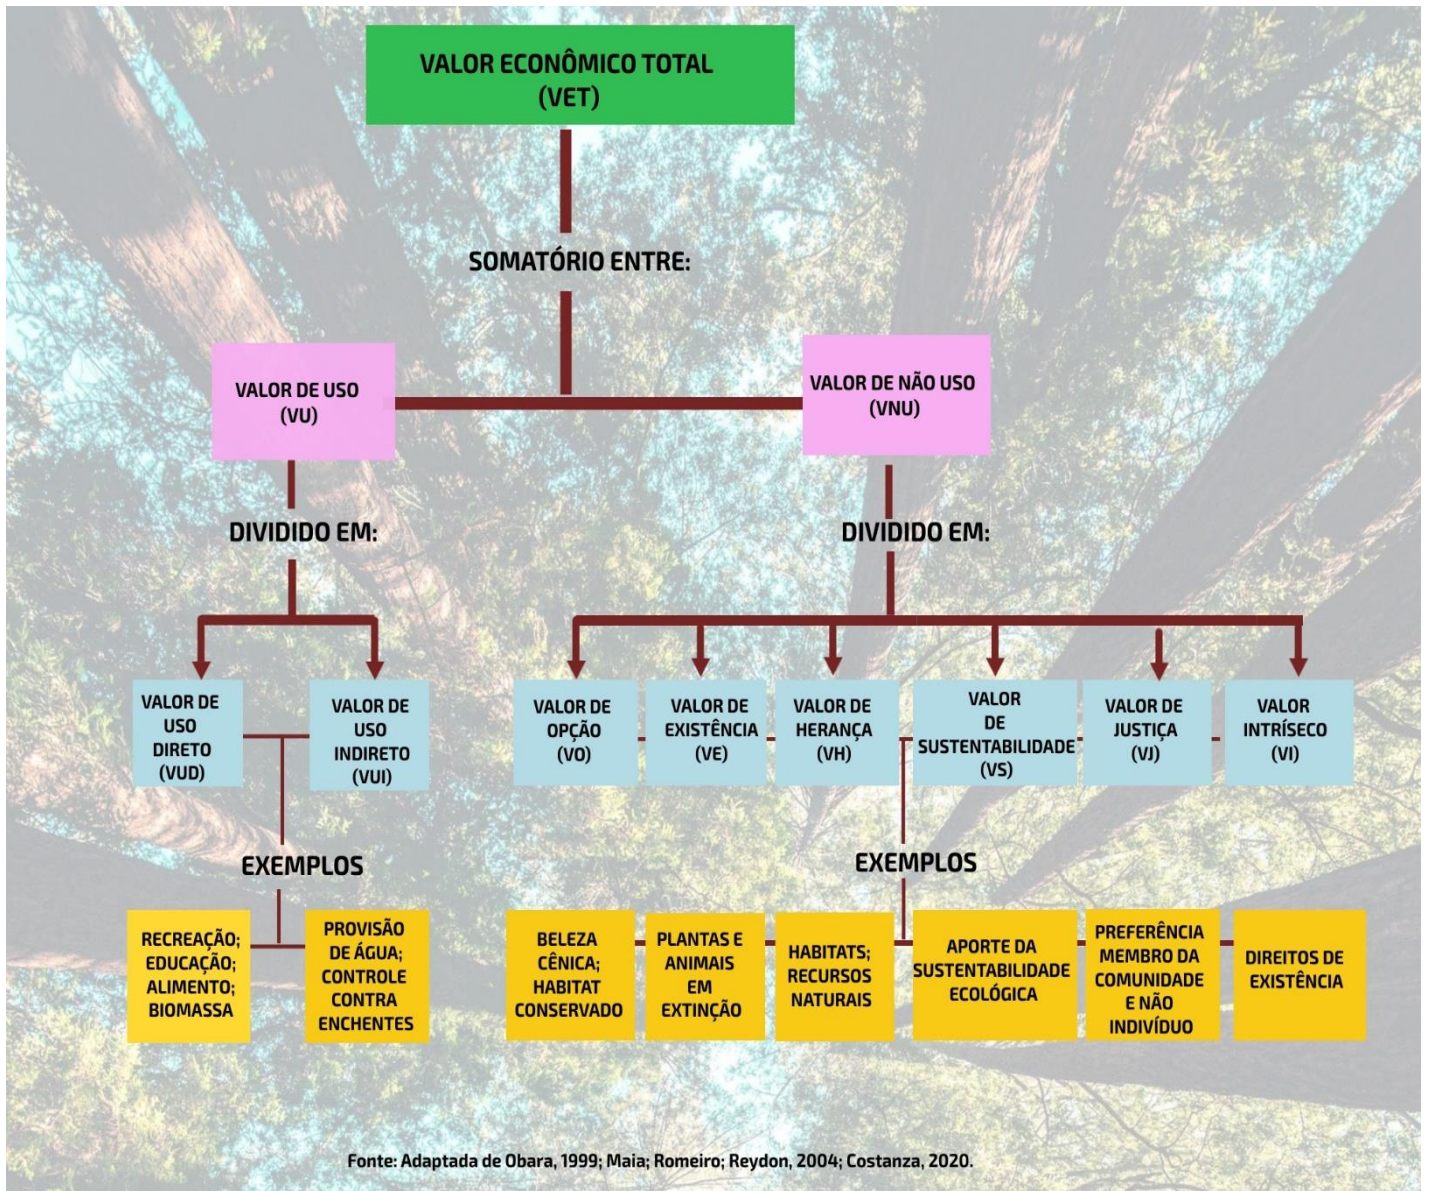 VALOR ECONÔMICO TOTAL
(VET)
SOMATÓRIO ENTRE:
VALOR DE USO
(VU)
VALOR DE NÃO USO
(VNU)
DIVIDIDO EM:
DIVIDIDO EM:
VALOR DE
USO
DIRETO
(VUD)
VALOR DE
USO
INDIRETO
(VUI)
VALOR DE
OPÇÃO
(VO)
VALOR DE
EXISTÊNCIA
(VE)
VALOR DE
HERANÇA
(VH)
VALOR
DE
SUSTENTABILIDADE
(VS)
VALOR DE
JUSTIÇA
(VJ)
VALOR
INTRÍSECO
(VI)
EXEMPLOS
EXEMPLOS
RECREAÇÃO;
EDUCAÇÃO;
ALIMENTO;
BIOMASSA
PROVISÃO
DE ÁGUA;
CONTROLE
CONTRA
ENCHENTES
BELEZA
CÊNICA;
HABITAT
CONSERVADO
PLANTAS E
ANIMAIS
EM
EXTINÇÃO
HABITATS;
RECURSOS
NATURAIS
APORTE DA
SUSTENTABILIDADE
ECOLÓGICA
PREFERÊNCIA
MEMBRO DA
COMUNIDADE
E NÃO
INDIVÍDUO
DIREITOS DE
EXISTÊNCIA
Fonte: Adaptada de Obara, 1999; Maia; Romeiro; Reydon, 2004; Costanza, 2020.